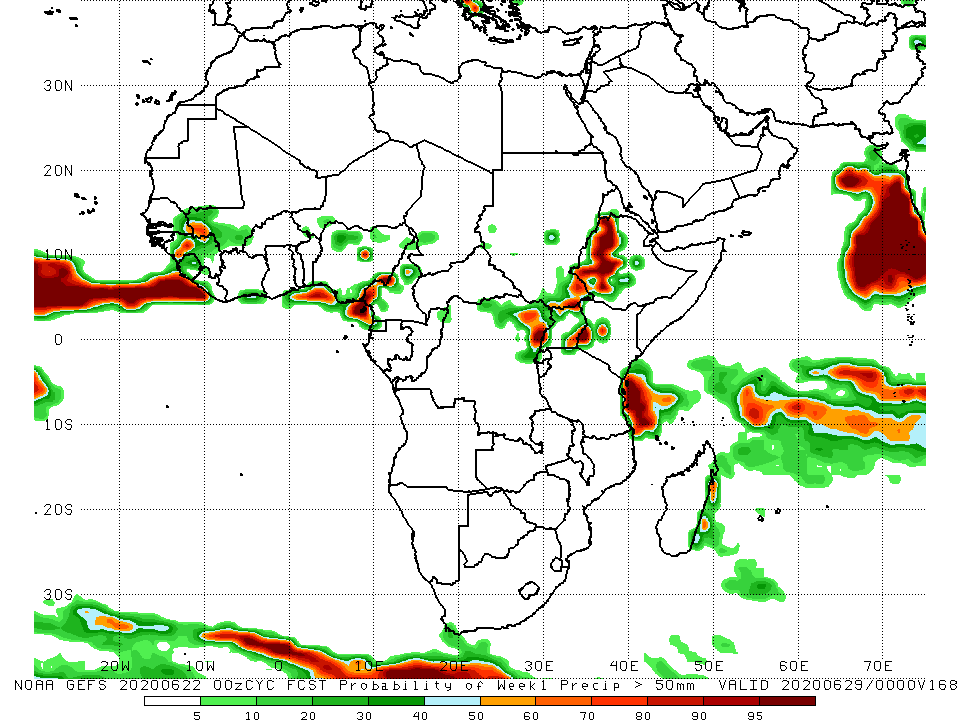 30N
20N
10N
0
10S
20S
30S
20W 10W 0 10E 20E 30E 40E 50E 60E 70E
NOAA GEFS 20200622 00zCYC FCST Probability of Week1 Precip > 50mm VALID 20200629/0000V168
5 10 20 30 40 50 60 70 80 90 95